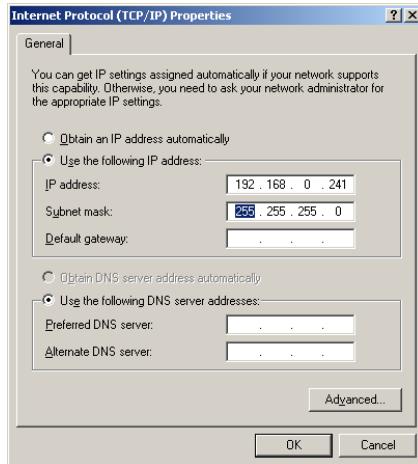 Internet Protocol (TCP/IP) Properties
General
You can get IP settings assigned automatically if your network supports
this capability. Otherwise, you need to ask your network administrator for
the appropriate IP settings.
Obtain an IP address automatically
Use the following IP address:
IP address: 192 . 168 . 0 . 241
Subnet mask: 255 . 255 . 255 . 0
Default gateway: . . .
Obtain DNS server address automatically
Use the following DNS server addresses:
Preferred DNS server: . . .
Alternate DNS server: . . .
Advanced...
OK Cancel